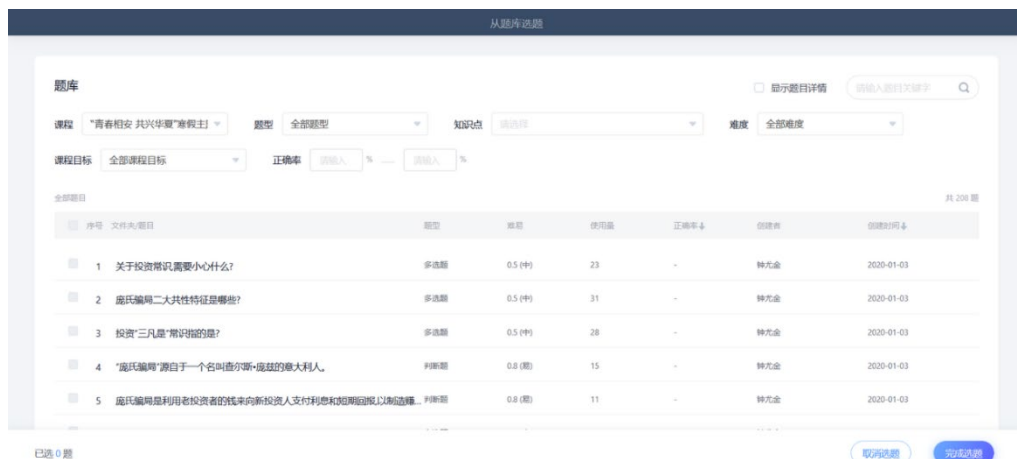 从题库选题
题库
显示题目详情 请输入题目关键字
课程 "青春相安 共兴华夏"寒假主] 题型 全部题型 知识点 请选择 难度 全部难度
课程目标 全部课程目标 正确率 请输入 % — 请输入 %
全部题目 共 208 题
序号 文件夹/题目 题型 难易 使用量 正确率 创建者 创建时间
1 关于投资常识,需要小心什么? 多选题 0.5 (中) 23 - 钟尤金 2020-01-03
2 庞氏骗局二大共性特征是哪些? 多选题 0.5 (中) 31 - 钟尤金 2020-01-03
3 投资"三凡是"常识指的是? 多选题 0.5 (中) 28 - 钟尤金 2020-01-03
4 "庞氏骗局"源自于一个名叫查尔斯·庞兹的意大利人。 判断题 0.8 (易) 15 - 钟尤金 2020-01-03
5 庞氏骗局是利用老投资者的钱来向新投资人支付利息和短期回报,以制造赚... 判断题 0.8 (易) 11 - 钟尤金 2020-01-03
已选 0 题 取消选题 完成选题